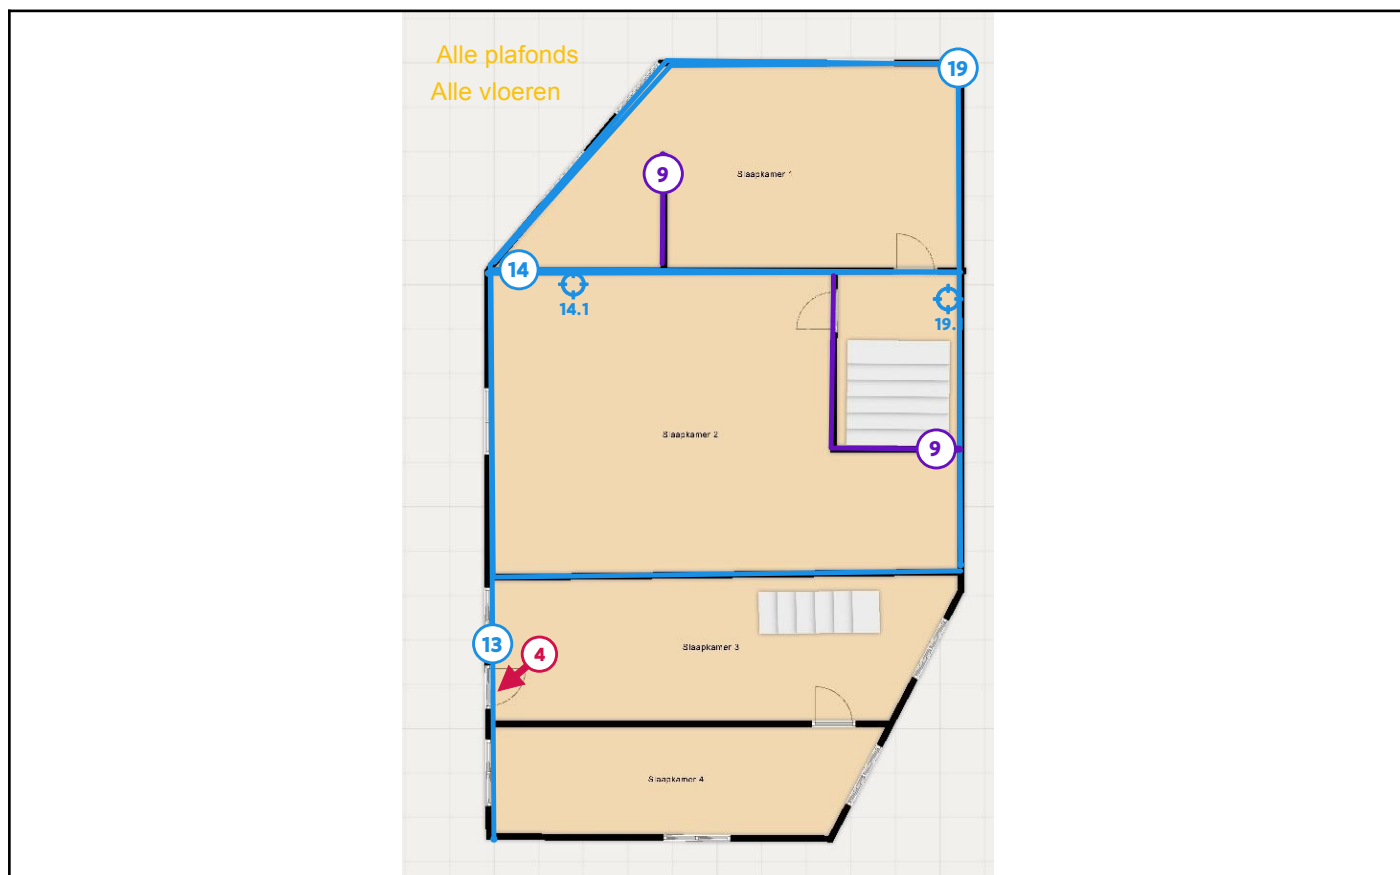 Alle plafonds
Alle vloeren
19
9
Slaapkamer 1
14
14.1
19.
Slaapkamer 2
9
13
4
Slaapkamer 3
Slaapkamer 4